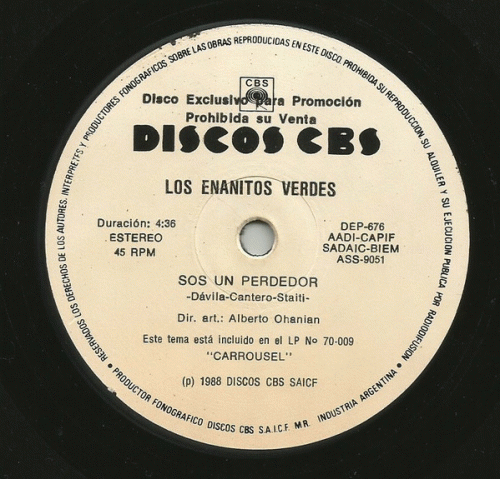 RESERVADOS LOS DERECHOS DE LOS AUTORES, INTERPRETES Y PRODUCTORES FONOGRAFICOS SOBRE LAS OBRAS REPRODUCIDAS EN ESTE DISCO. PROHIBIDA SU REPRODUCCION, ALQUILER Y SU EJECUCION PUBLICA POR RADIODIFUSION
CBS
Disco Exclusivo para Promoción
Prohibida su Venta
DISCOS CBS
LOS ENANITOS VERDES
Duración: 4:36
ESTEREO
45 RPM
DEP-676
AADI-CAPIF
SADAIC-BIEM
ASS-9051
SOS UN PERDEDOR
-Dávila-Cantero-Staiti-
Dir. art.: Alberto Ohanian
Este tema está incluido en el LP Nº 70-009
"CARROUSEL"
(p) 1988 DISCOS CBS SAICF
• PRODUCTOR FONOGRAFICO DISCOS CBS S.A.I.C.F. MR. INDUSTRIA ARGENTINA •